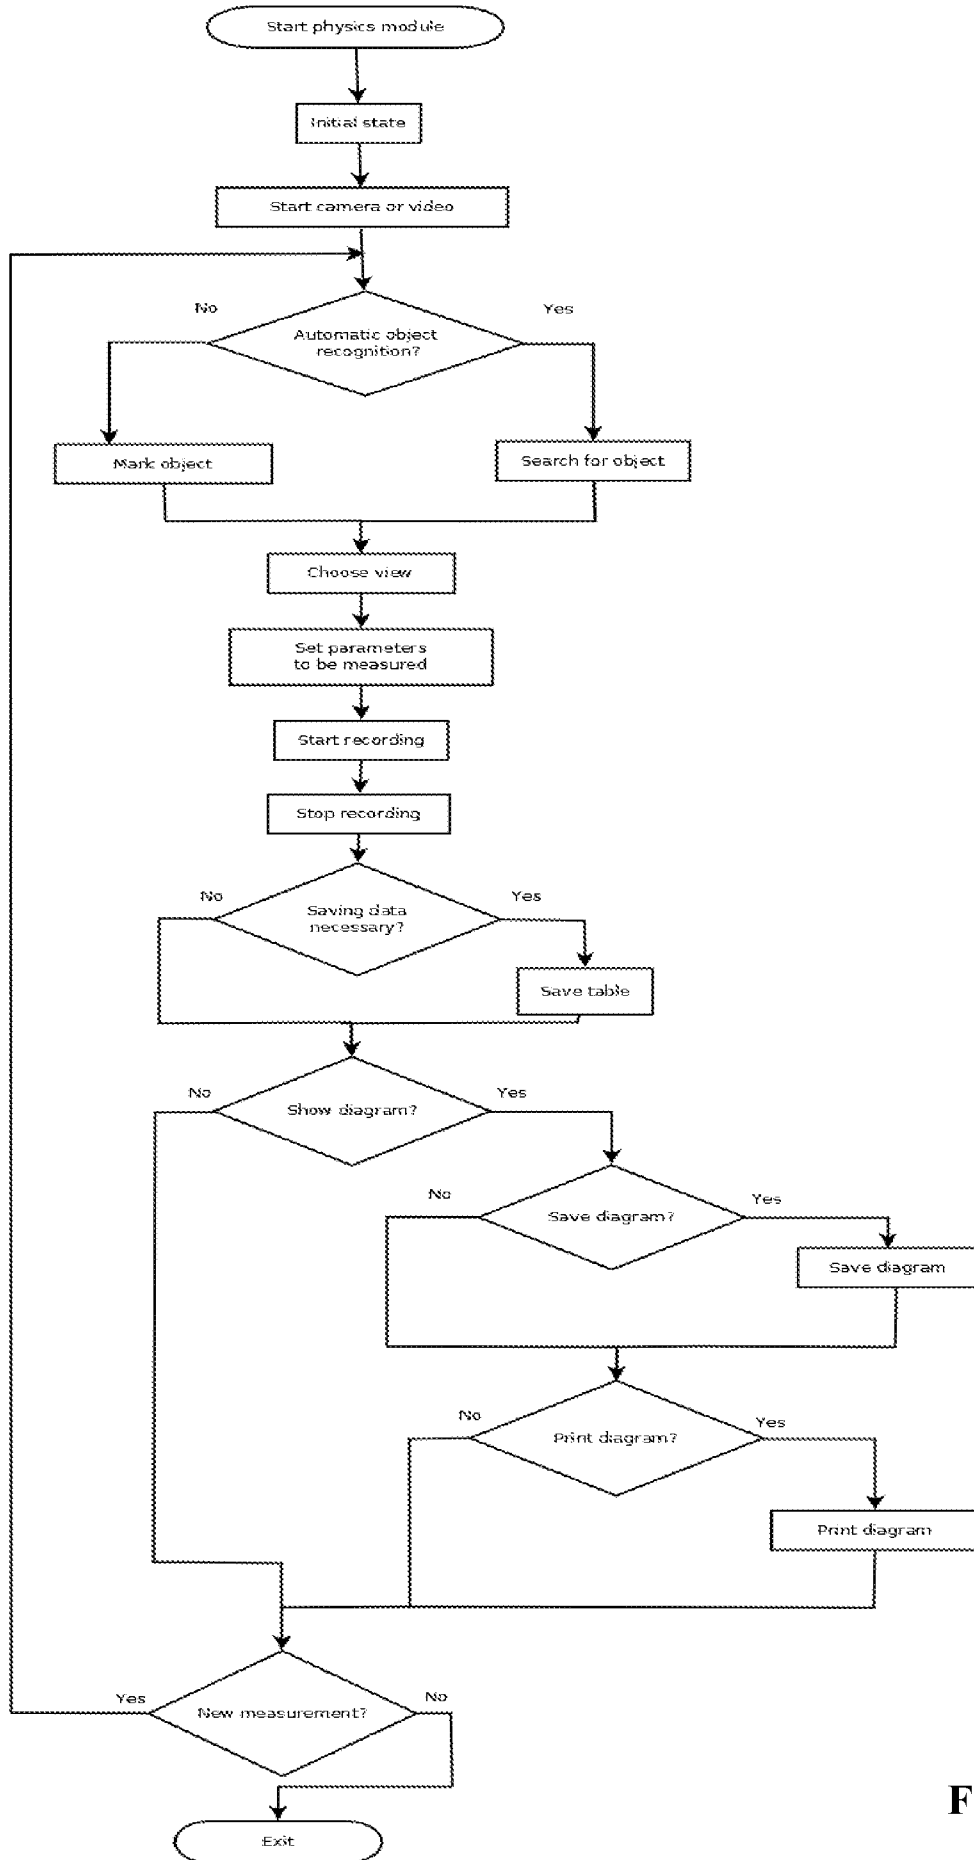 Start physics module
Initial state
Start camera or video
No
Yes
Automatic object
recognition?
Mark object
Search for object
Choose view
Set parameters
to be measured
Start recording
Stop recording
No
Yes
Saving data
necessary?
Save table
No
Yes
Show diagram?
No
Yes
Save diagram?
Save diagram
No
Yes
Print diagram?
Print diagram
Yes
No
New measurement?
F
Exit